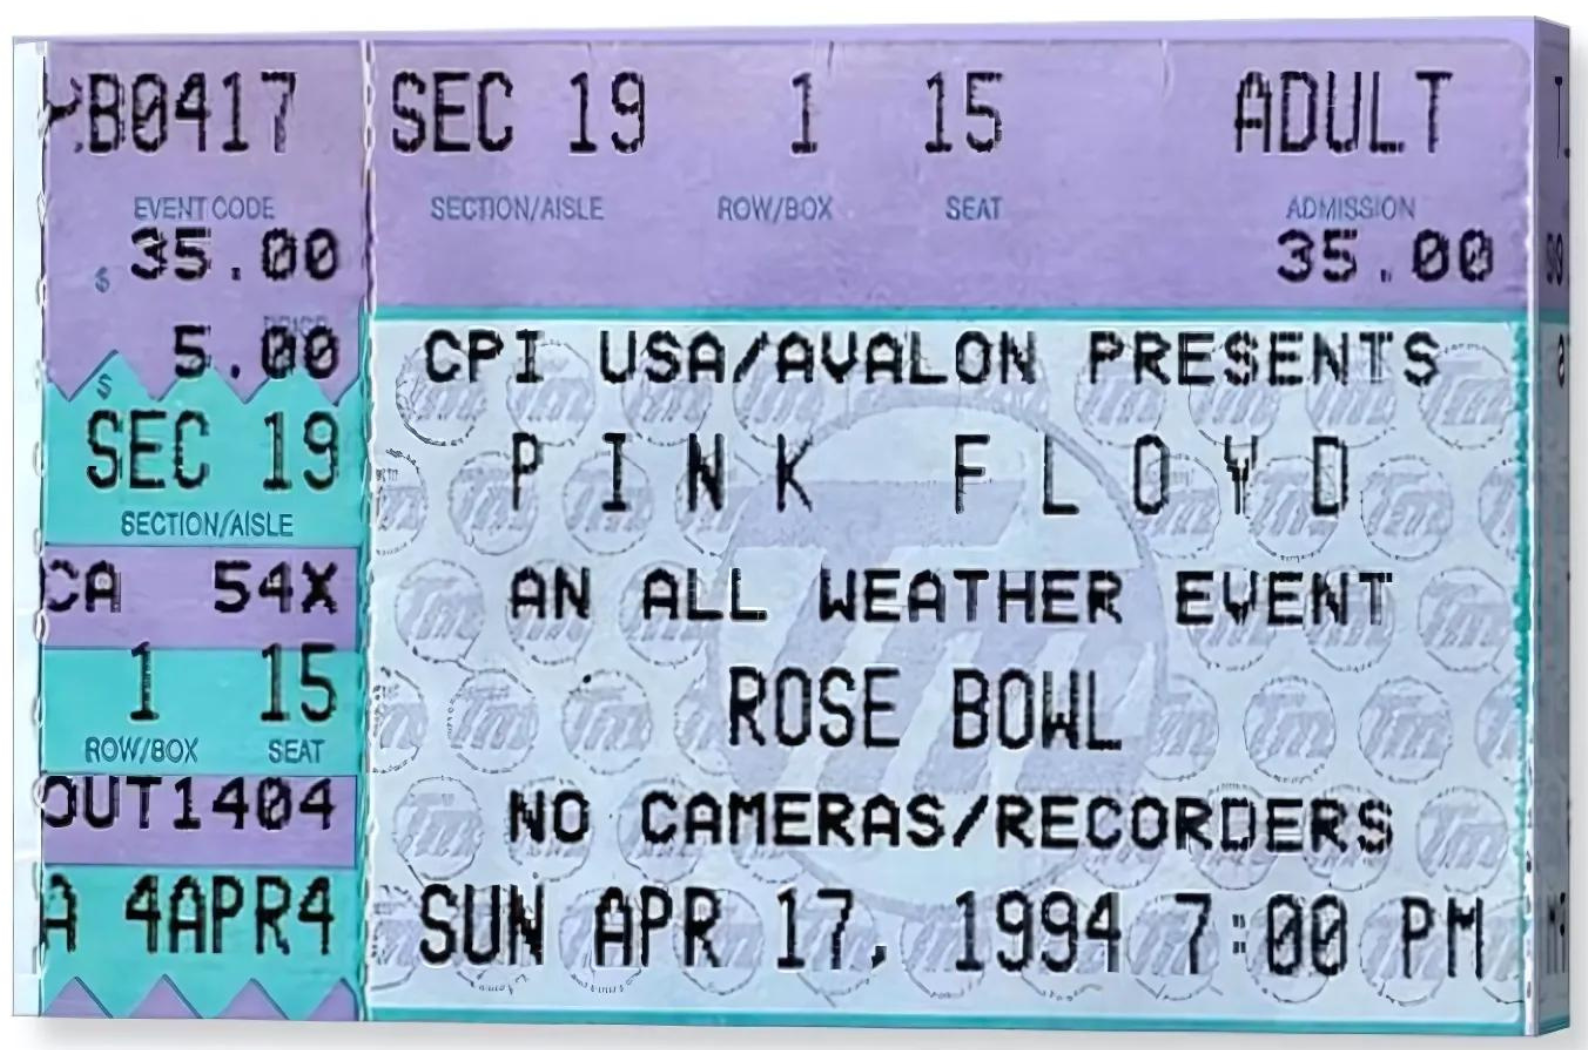 PB0417
EVENT CODE
$ 35.00
PRICE
$ 5.00
SEC 19
SECTION/AISLE
CA 54X
1 15
ROW/BOX SEAT
OUT1404
A 4APR4
SEC 19 1 15 ADULT
SECTION/AISLE ROW/BOX SEAT ADMISSION
35.00
CPI USA/AVALON PRESENTS
PINK FLOYD
AN ALL WEATHER EVENT
ROSE BOWL
NO CAMERAS/RECORDERS
SUN APR 17, 1994 7:00 PM